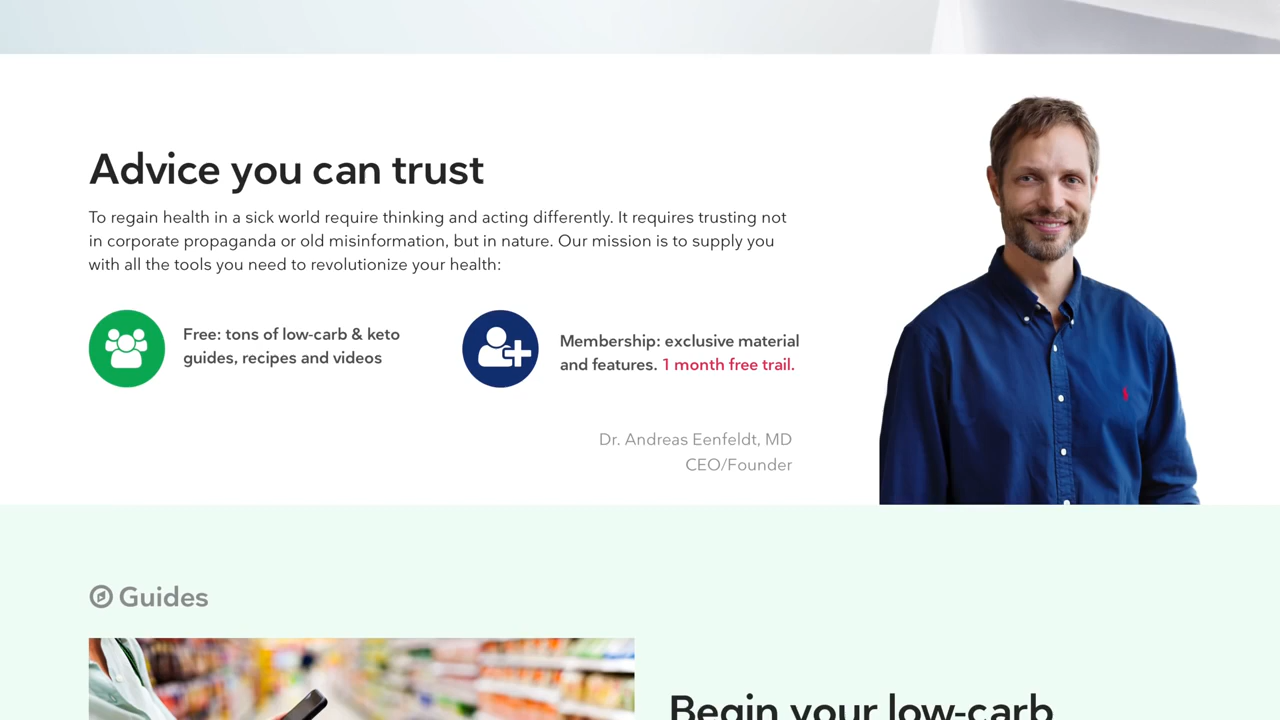 Advice you can trust
To regain health in a sick world require thinking and acting differently. It requires trusting not
in corporate propaganda or old misinformation, but in nature. Our mission is to supply you
with all the tools you need to revolutionize your health:
Free: tons of low-carb & keto
guides, recipes and videos
Membership: exclusive material
and features. 1 month free trail.
Dr. Andreas Eenfeldt, MD
CEO/Founder
Guides
Begin your low-carb